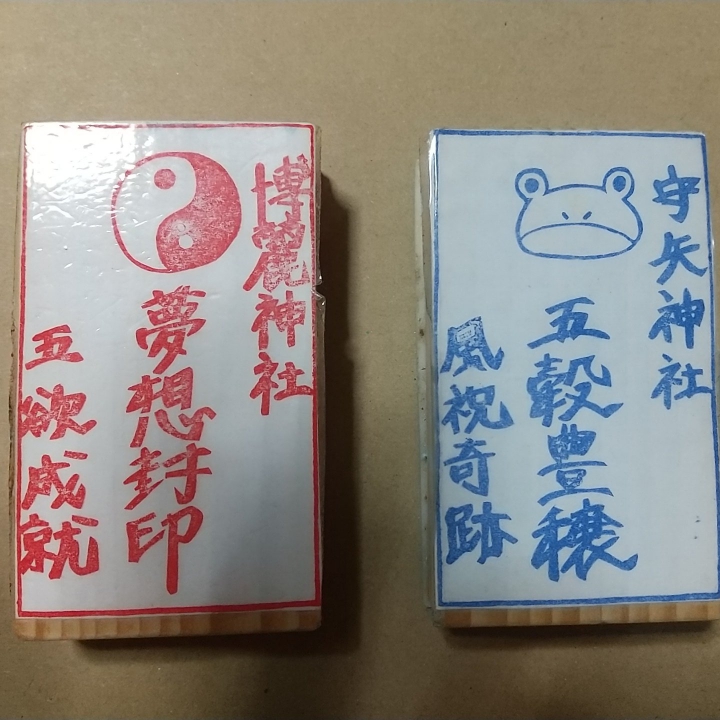 博麗神社
夢想封印
五欲成就
守矢神社
五穀豊穣
風祝奇跡